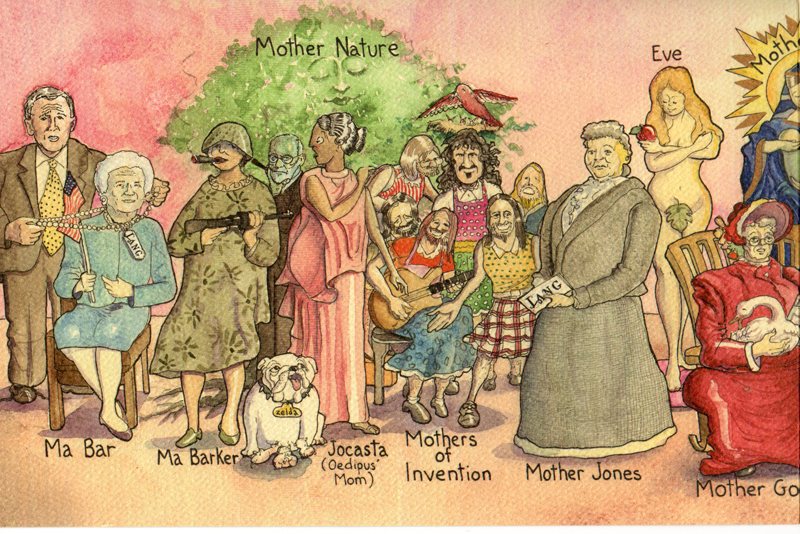 Mother Nature
Eve
Moth
LANG
LANG
zelda
Ma Bar
Ma Barker
Jocasta
(Oedipus'
Mom)
Mothers
of
Invention
Mother Jones
Mother Go